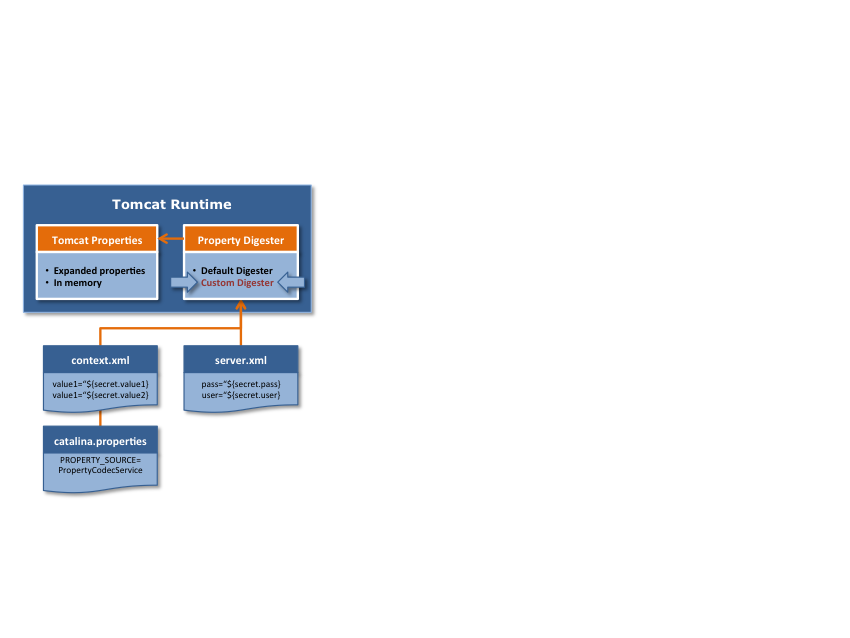 Tomcat Runtime
Tomcat Properties
• Expanded properties
• In memory
Property Digester
• Default Digester
Custom Digester
context.xml
value1=“${secret.value1}
value1=“${secret.value2}
server.xml
pass=“${secret.pass}
user=“${secret.user}
catalina.properties
PROPERTY_SOURCE=
PropertyCodecService